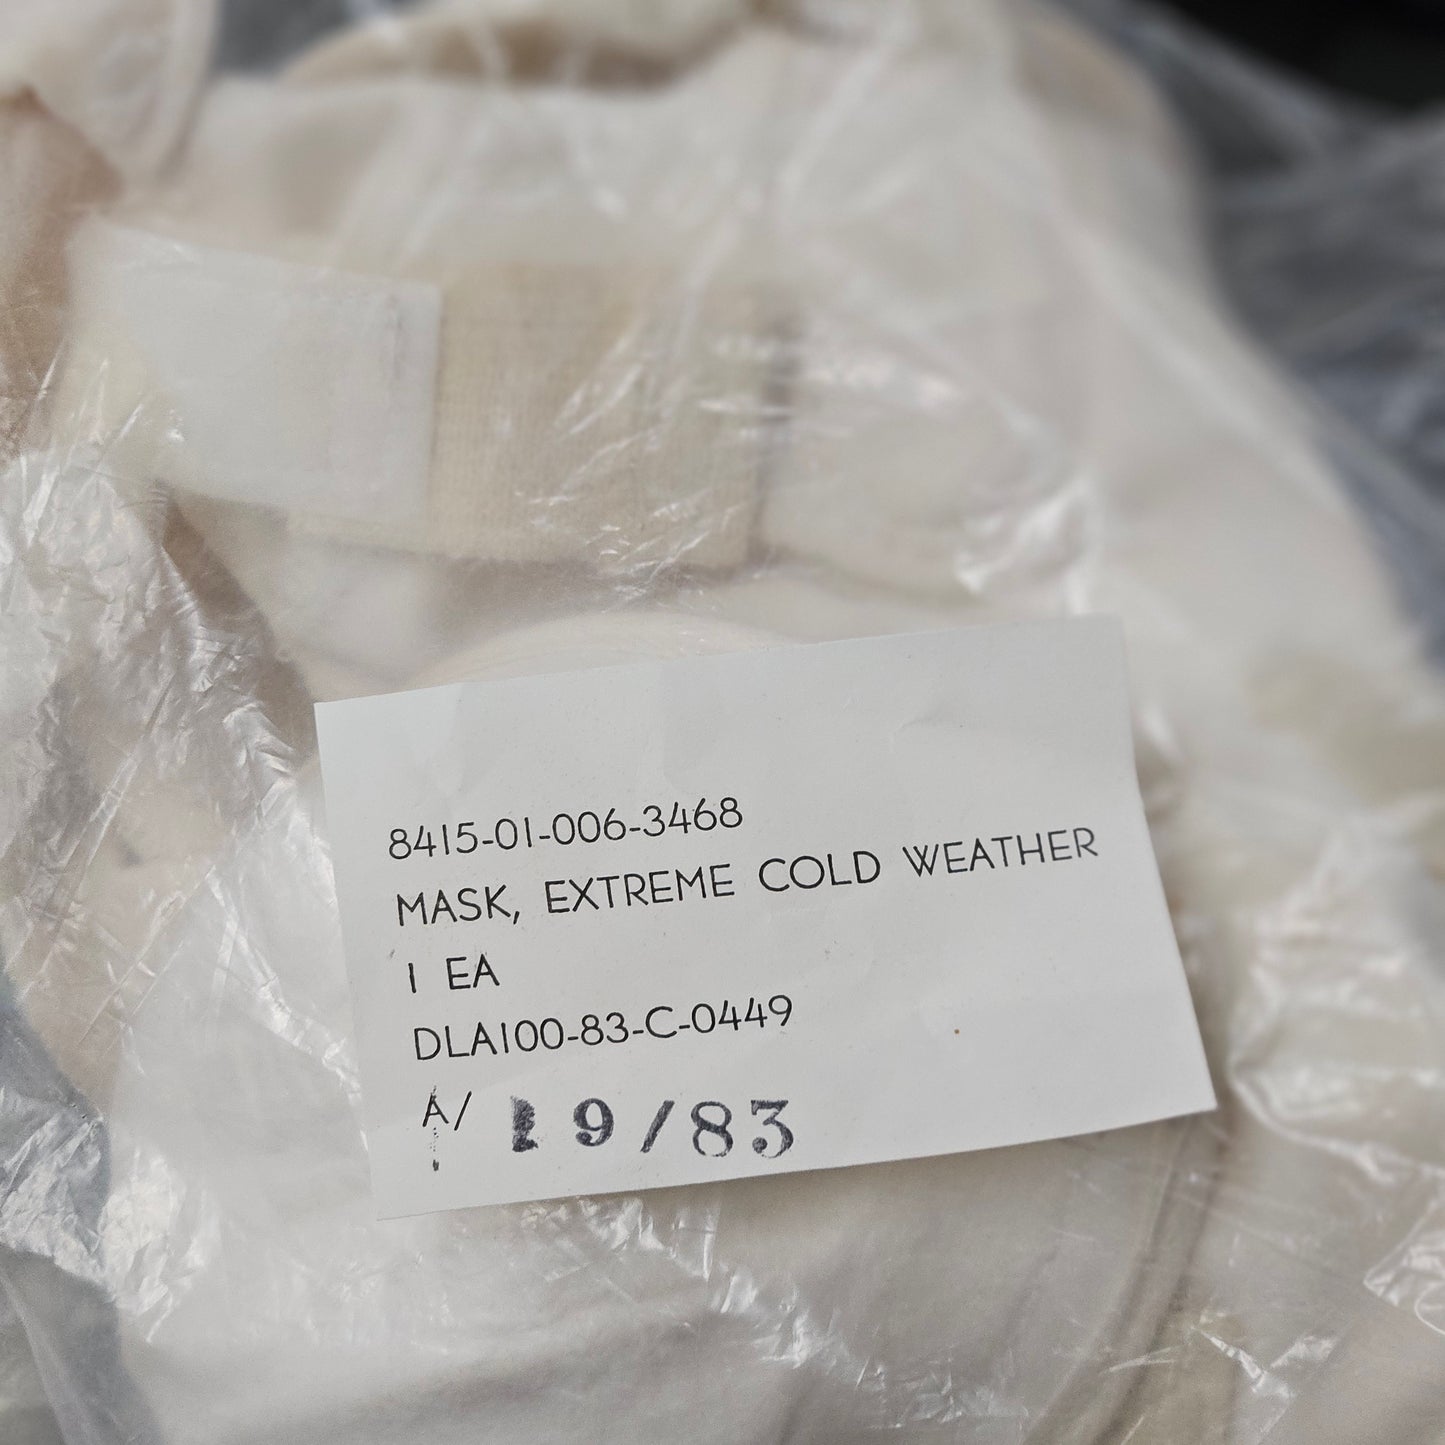 8415-01-006-3468
MASK, EXTREME COLD WEATHER
1 EA
DLA100-83-C-0449
A/ 9/83